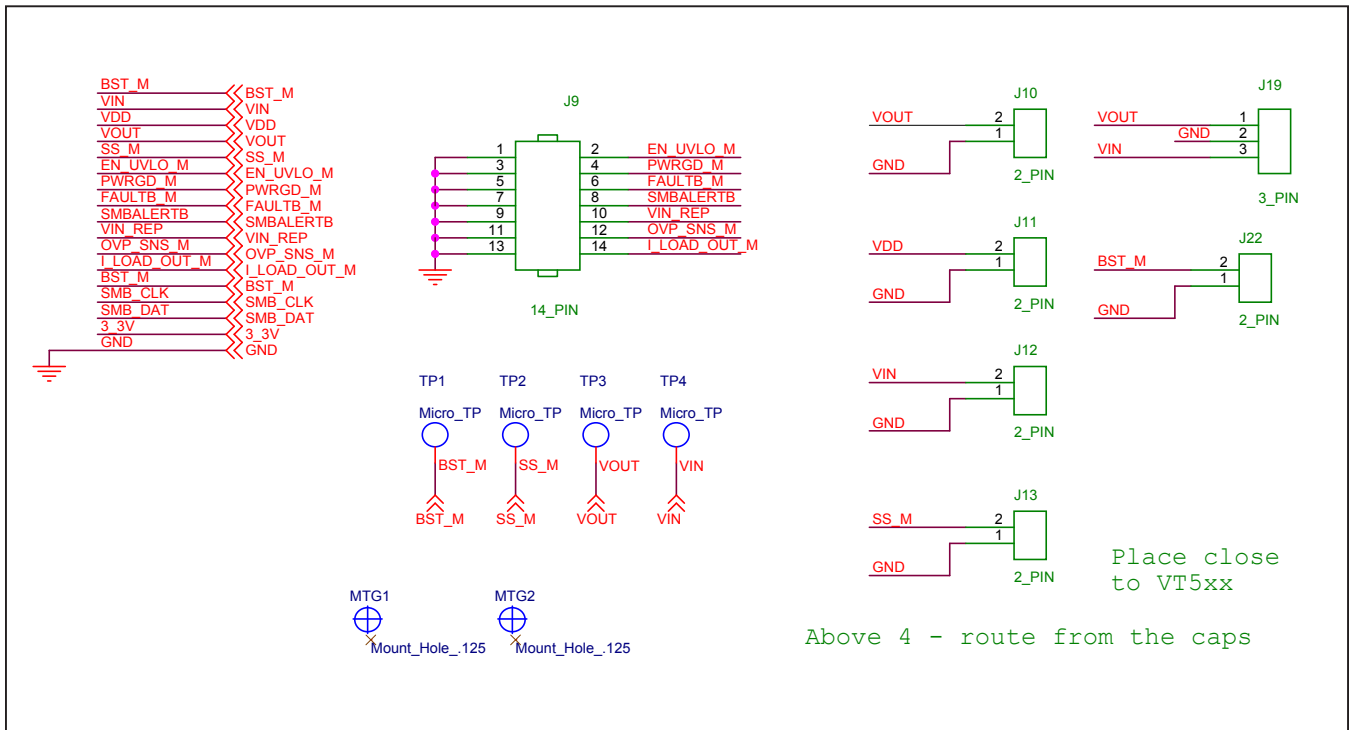 BST_M
BST_M
VIN
VIN
VDD
VDD
VOUT
VOUT
SS_M
SS_M
EN_UVLO_M
EN_UVLO_M
PWRGD_M
PWRGD_M
FAULTB_M
FAULTB_M
SMBALERTB
SMBALERTB
VIN_REP
VIN_REP
OVP_SNS_M
OVP_SNS_M
I_LOAD_OUT_M
I_LOAD_OUT_M
BST_M
BST_M
SMB_CLK
SMB_CLK
SMB_DAT
SMB_DAT
3_3V
3_3V
GND
GND
J9
1 2 EN_UVLO_M
3 4 PWRGD_M
5 6 FAULTB_M
7 8 SMBALERTB
9 10 VIN_REP
11 12 OVP_SNS_M
13 14 I_LOAD_OUT_M
14_PIN
TP1 TP2 TP3 TP4
Micro_TP Micro_TP Micro_TP Micro_TP
BST_M SS_M VOUT VIN
BST_M SS_M VOUT VIN
MTG1 MTG2
Mount_Hole_.125 Mount_Hole_.125
J10
VOUT 2
1
GND
2_PIN
J11
VDD 2
1
GND
2_PIN
J12
VIN 2
1
GND
2_PIN
J13
SS_M 2
1
GND
2_PIN
J19
VOUT 1
GND 2
VIN 3
3_PIN
J22
BST_M 2
1
GND
2_PIN
Place close
to VT5xx
Above 4 - route from the caps